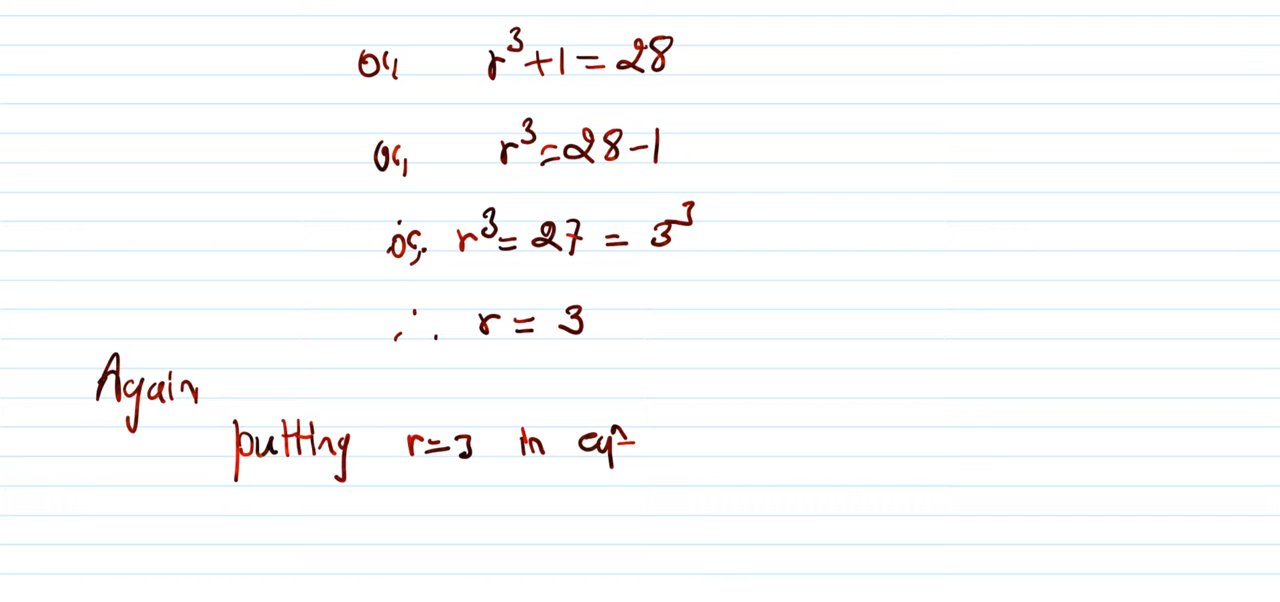 or, r³+1=28
or, r³=28-1
or, r³=27=3³
∴ r=3
Again
putting r=3 in eqⁿ